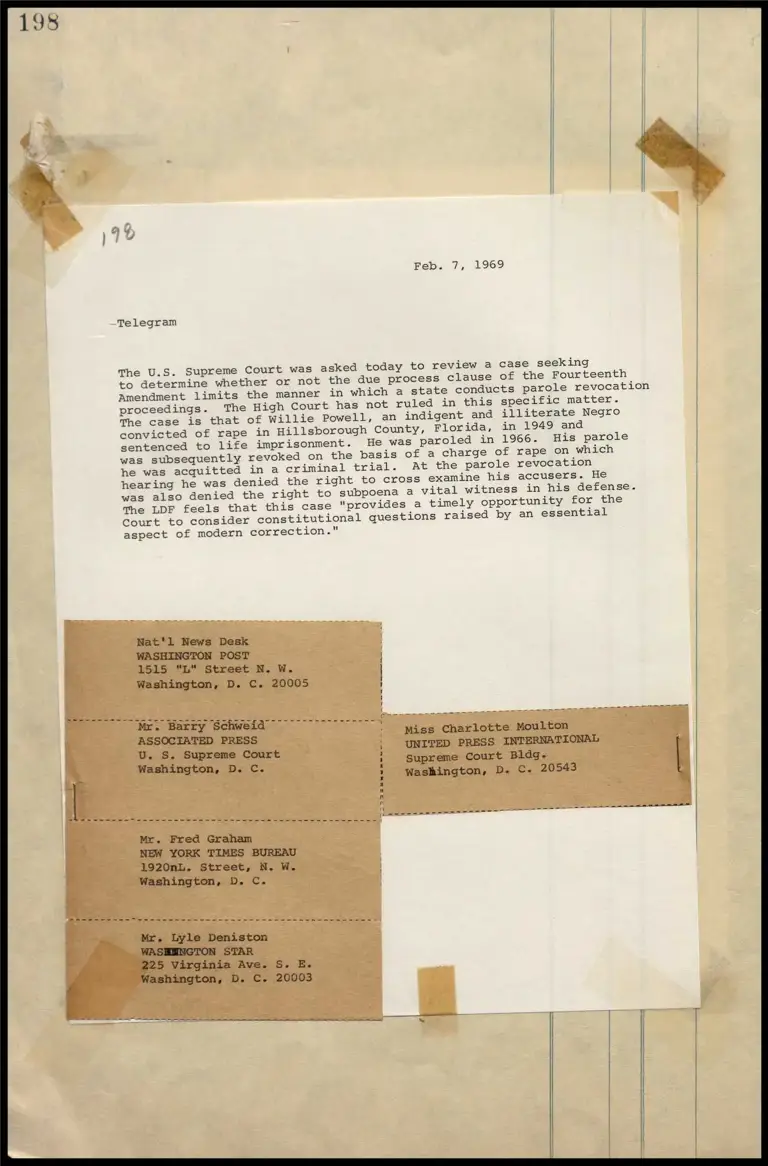 198
198
Feb. 7, 1969
-Telegram
The U.S. Supreme Court was asked today to review a case seeking
to determine whether or not the due process clause of the Fourteenth
Amendment limits the manner in which a state conducts parole revocation
proceedings. The High Court has not ruled in this specific matter.
The case is that of Willie Powell, an indigent and illiterate Negro
convicted of rape in Hillsborough County, Florida, in 1949 and
sentenced to life imprisonment. He was paroled in 1966. His parole
was subsequently revoked on the basis of a charge of rape on which
he was acquitted in a criminal trial. At the parole revocation
hearing he was denied the right to cross examine his accusers. He
was also denied the right to subpoena a vital witness in his defense.
The LDF feels that this case "provides a timely opportunity for the
Court to consider constitutional questions raised by an essential
aspect of modern correction."
Nat'l News Desk
WASHINGTON POST
1515 "L" Street N. W.
Washington, D. C. 20005
Mr. Barry Schweid
ASSOCIATED PRESS
U. S. Supreme Court
Washington, D. C.
Miss Charlotte Moulton
UNITED PRESS INTERNATIONAL
Supreme Court Bldg.
Washington, D. C. 20543
Mr. Fred Graham
NEW YORK TIMES BUREAU
1920nL. Street, N. W.
Washington, D. C.
Mr. Lyle Deniston
WASHINGTON STAR
225 Virginia Ave. S. E.
Washington, D. C. 20003